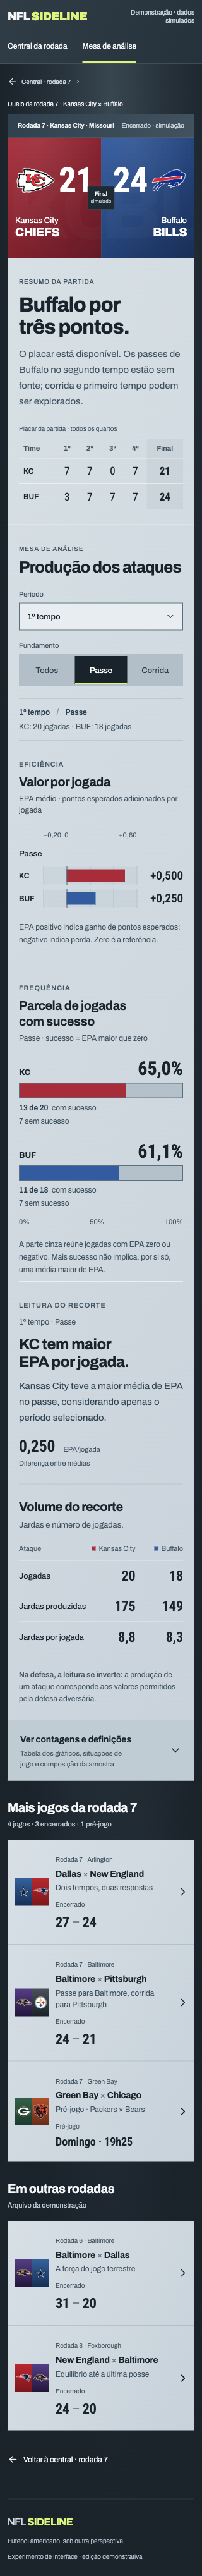 NFL SIDELINE
Demonstração · dados
simulados
Central da rodada
Mesa de análise
← Central · rodada 7 ›
Duelo da rodada 7 · Kansas City × Buffalo
Rodada 7 · Kansas City · Missouri
Encerrado · simulação
21
Final
simulado
24
Kansas City
CHIEFS
Buffalo
BILLS
RESUMO DA PARTIDA
Buffalo por
três pontos.
O placar está disponível. Os passes de
Buffalo no segundo tempo estão sem
fonte; corrida e primeiro tempo podem
ser explorados.
Placar da partida · todos os quartos
Time 1º 2º 3º 4º Final
KC 7 7 0 7 21
BUF 3 7 7 7 24
MESA DE ANÁLISE
Produção dos ataques
Período
1º tempo
Fundamento
Todos
Passe
Corrida
1º tempo / Passe
KC: 20 jogadas · BUF: 18 jogadas
EFICIÊNCIA
Valor por jogada
EPA médio · pontos esperados adicionados por
jogada
−0,20 0 +0,60
Passe
KC +0,500
BUF +0,250
EPA positivo indica ganho de pontos esperados;
negativo indica perda. Zero é a referência.
FREQUÊNCIA
Parcela de jogadas
com sucesso
Passe · sucesso = EPA maior que zero
KC 65,0%
13 de 20 com sucesso
7 sem sucesso
BUF 61,1%
11 de 18 com sucesso
7 sem sucesso
0% 50% 100%
A parte cinza reúne jogadas com EPA zero ou
negativo. Mais sucesso não implica, por si só,
uma média maior de EPA.
LEITURA DO RECORTE
1º tempo · Passe
KC tem maior
EPA por jogada.
Kansas City teve a maior média de EPA
no passe, considerando apenas o
período selecionado.
0,250 EPA/jogada
Diferença entre médias
Volume do recorte
Jardas e número de jogadas.
Ataque Kansas City Buffalo
Jogadas 20 18
Jardas produzidas 175 149
Jardas por jogada 8,8 8,3
Na defesa, a leitura se inverte: a produção de
um ataque corresponde aos valores permitidos
pela defesa adversária.
Ver contagens e definições
Tabela dos gráficos, situações de
jogo e composição da amostra
Mais jogos da rodada 7
4 jogos · 3 encerrados · 1 pré-jogo
Rodada 7 · Arlington
Dallas × New England
Dois tempos, duas respostas
Encerrado
27 – 24
Rodada 7 · Baltimore
Baltimore × Pittsburgh
Passe para Baltimore, corrida
para Pittsburgh
Encerrado
24 – 21
Rodada 7 · Green Bay
Green Bay × Chicago
Pré-jogo · Packers × Bears
Pré-jogo
Domingo · 19h25
Em outras rodadas
Arquivo da demonstração
Rodada 6 · Baltimore
Baltimore × Dallas
A força do jogo terrestre
Encerrado
31 – 20
Rodada 8 · Foxborough
New England × Baltimore
Equilíbrio até a última posse
Encerrado
24 – 20
← Voltar à central · rodada 7
NFL SIDELINE
Futebol americano, sob outra perspectiva.
Experimento de interface · edição demonstrativa